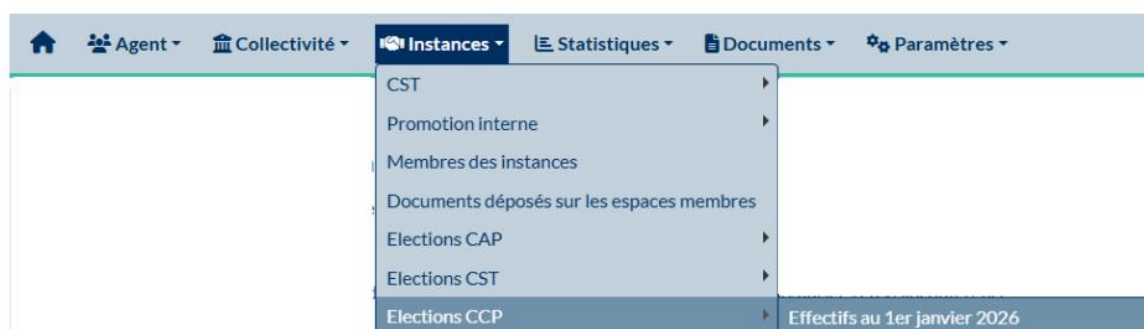 Agent Collectivité Instances Statistiques Documents Paramètres
CST
Promotion interne
Membres des instances
Documents déposés sur les espaces membres
Elections CAP
Elections CST
Elections CCP Effectifs au 1er janvier 2026